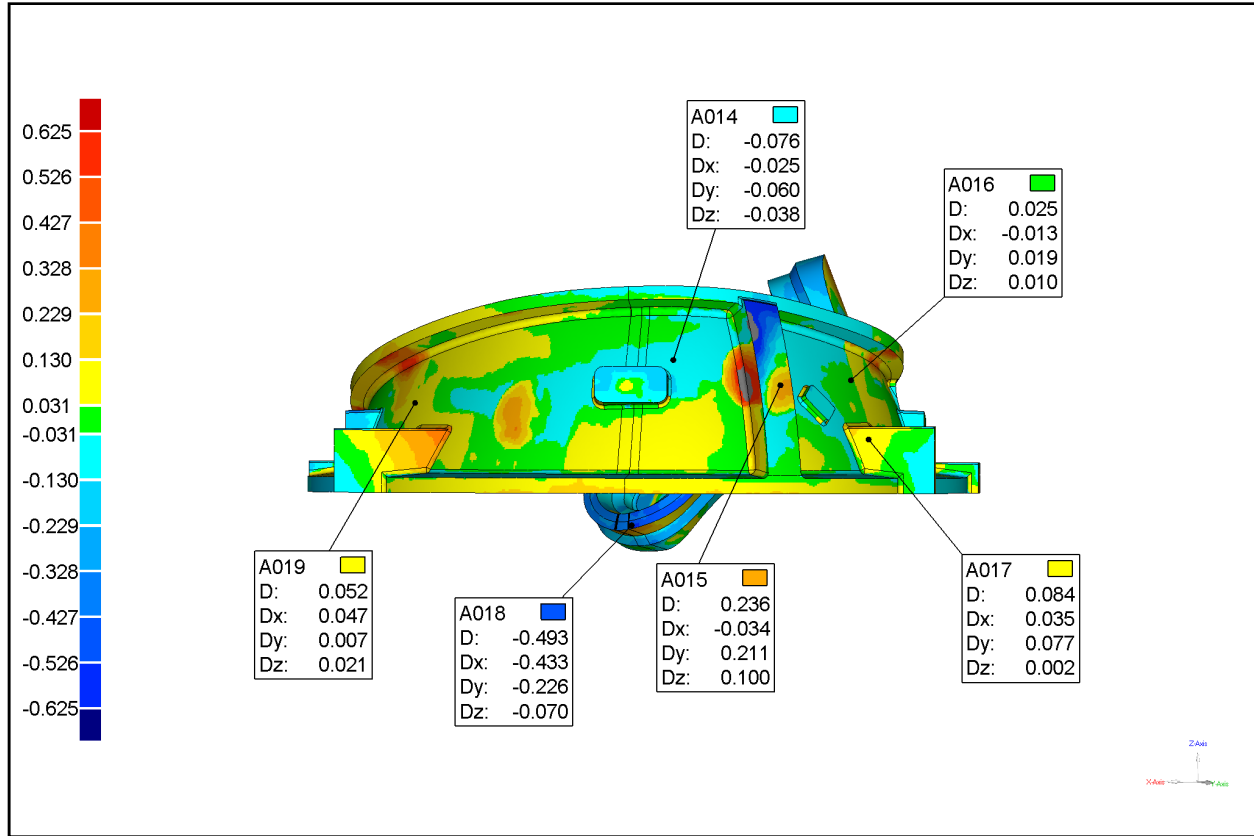 0.625
0.526
0.427
0.328
0.229
0.130
0.031
-0.031
-0.130
-0.229
-0.328
-0.427
-0.526
-0.625
A014
D: -0.076
Dx: -0.025
Dy: -0.060
Dz: -0.038
A016
D: 0.025
Dx: -0.013
Dy: 0.019
Dz: 0.010
A019
D: 0.052
Dx: 0.047
Dy: 0.007
Dz: 0.021
A018
D: -0.493
Dx: -0.433
Dy: -0.226
Dz: -0.070
A015
D: 0.236
Dx: -0.034
Dy: 0.211
Dz: 0.100
A017
D: 0.084
Dx: 0.035
Dy: 0.077
Dz: 0.002
Z-Axis
X-Axis
Y-Axis